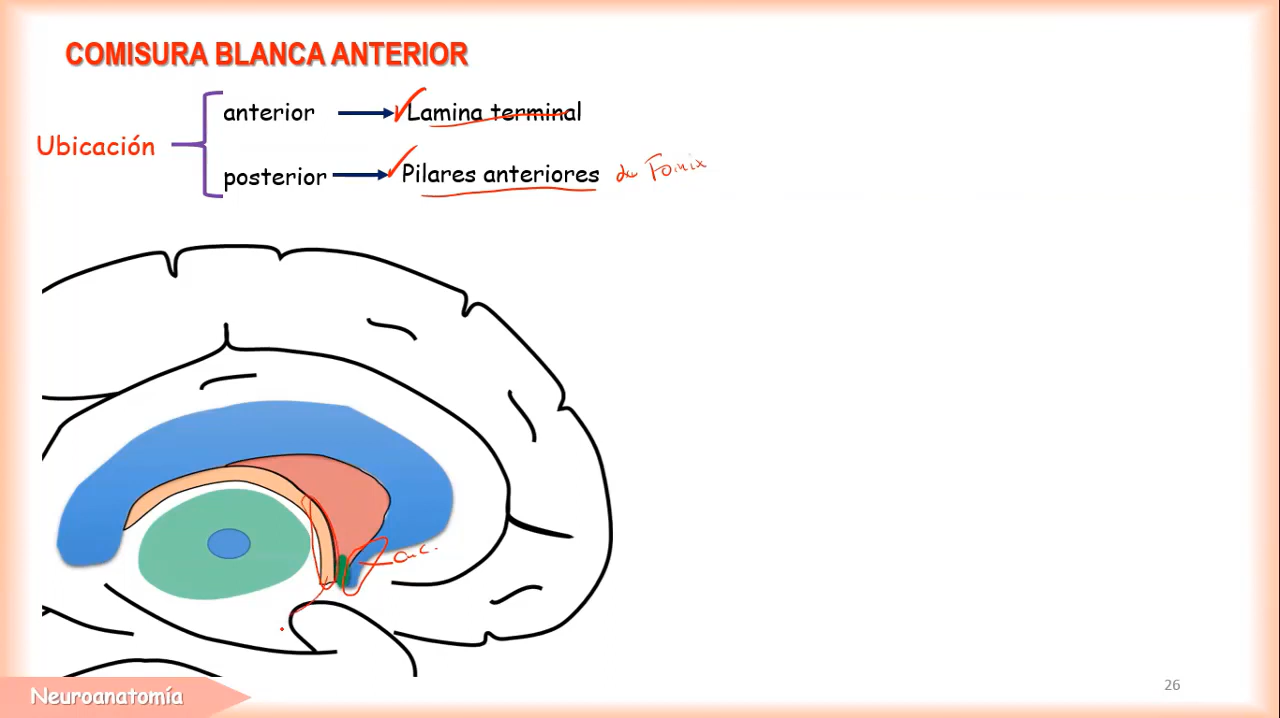 COMISURA BLANCA ANTERIOR
Ubicación
anterior
Lamina terminal
posterior
Pilares anteriores de Fornix
Neuroanatomía
26